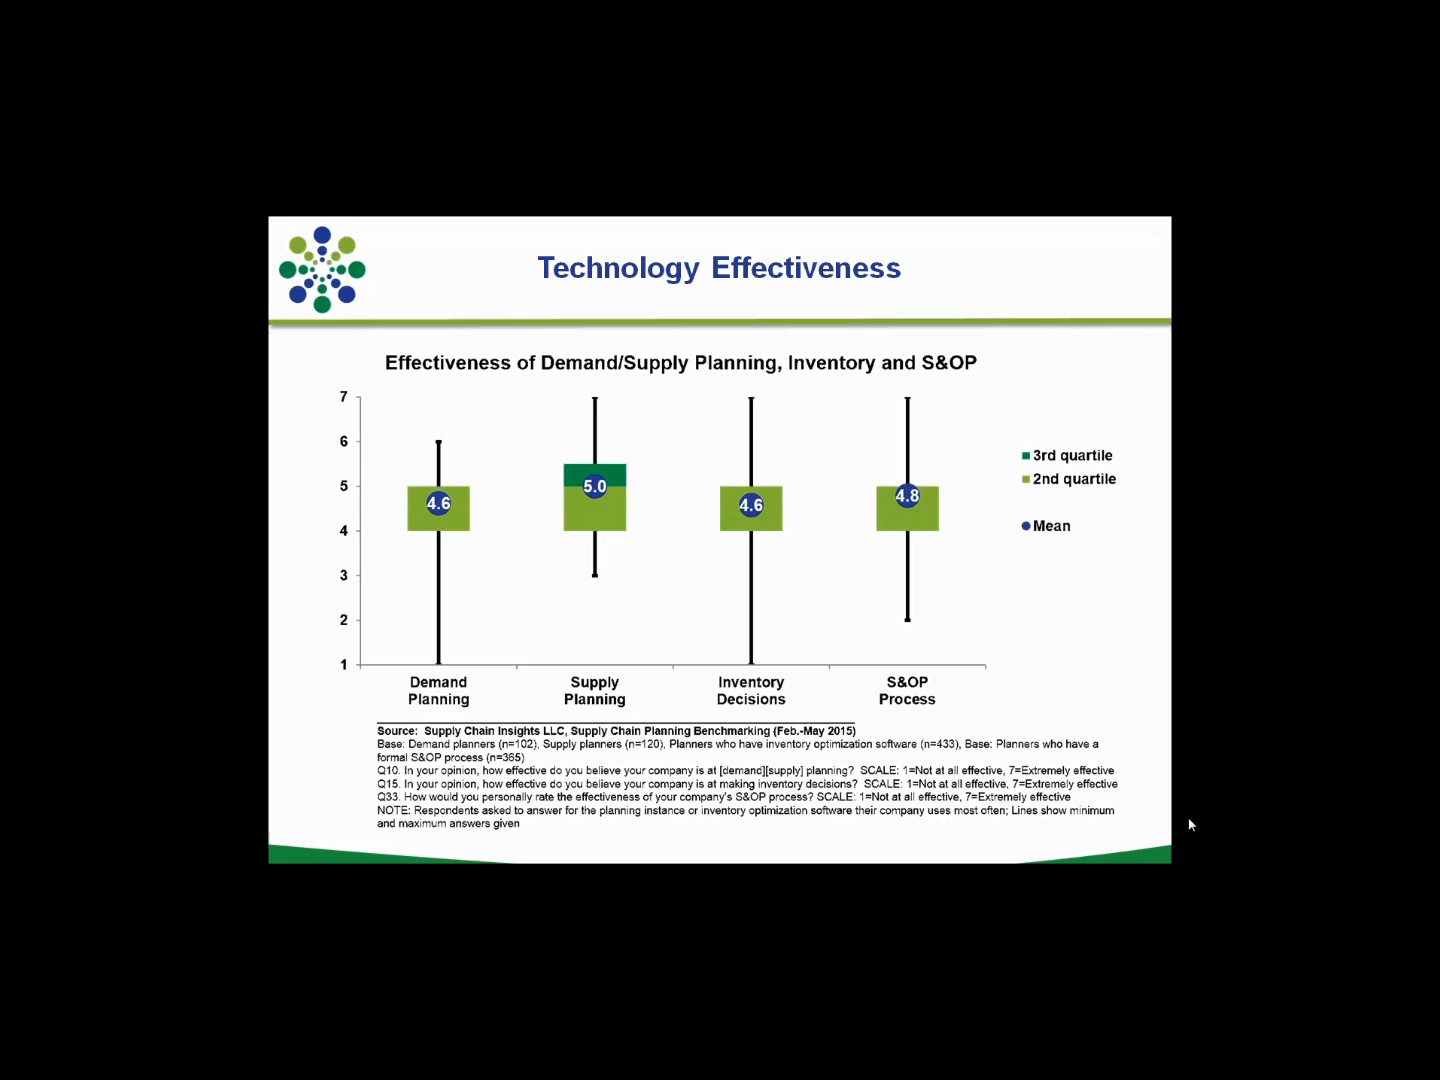 Technology Effectiveness
Effectiveness of Demand/Supply Planning, Inventory and S&OP
7
6
5
4
3
2
1
4.6
5.0
4.6
4.8
3rd quartile
2nd quartile
Mean
Demand
Planning
Supply
Planning
Inventory
Decisions
S&OP
Process
Source: Supply Chain Insights LLC, Supply Chain Planning Benchmarking (Feb.-May 2015)
Base: Demand planners (n=102), Supply planners (n=120), Planners who have inventory optimization software (n=433), Base: Planners who have a
formal S&OP process (n=365)
Q10. In your opinion, how effective do you believe your company is at [demand][supply] planning? SCALE: 1=Not at all effective, 7=Extremely effective
Q15. In your opinion, how effective do you believe your company is at making inventory decisions? SCALE: 1=Not at all effective, 7=Extremely effective
Q33. How would you personally rate the effectiveness of your company's S&OP process? SCALE: 1=Not at all effective, 7=Extremely effective
NOTE: Respondents asked to answer for the planning instance or inventory optimization software their company uses most often; Lines show minimum
and maximum answers given